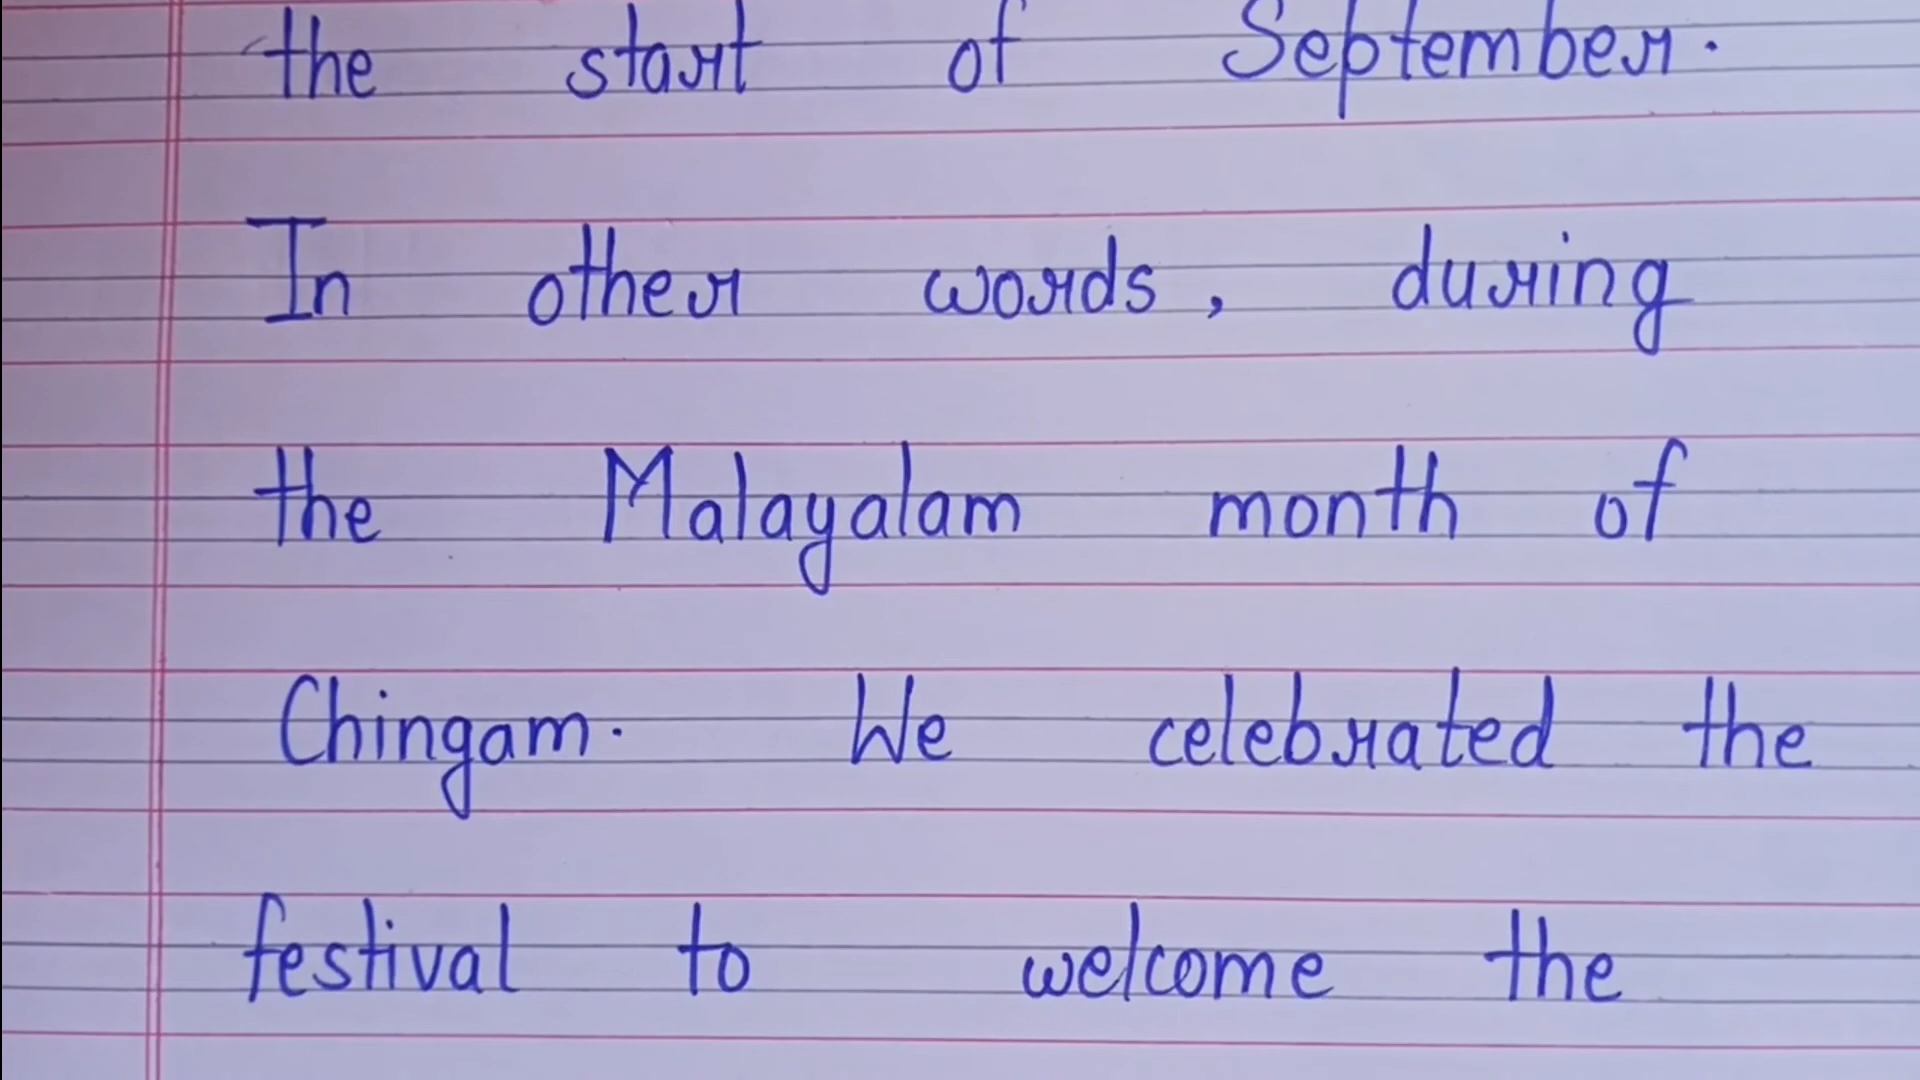 the start of September.
In other words, during
the Malayalam month of
Chingam. We celebrated the
festival to welcome the